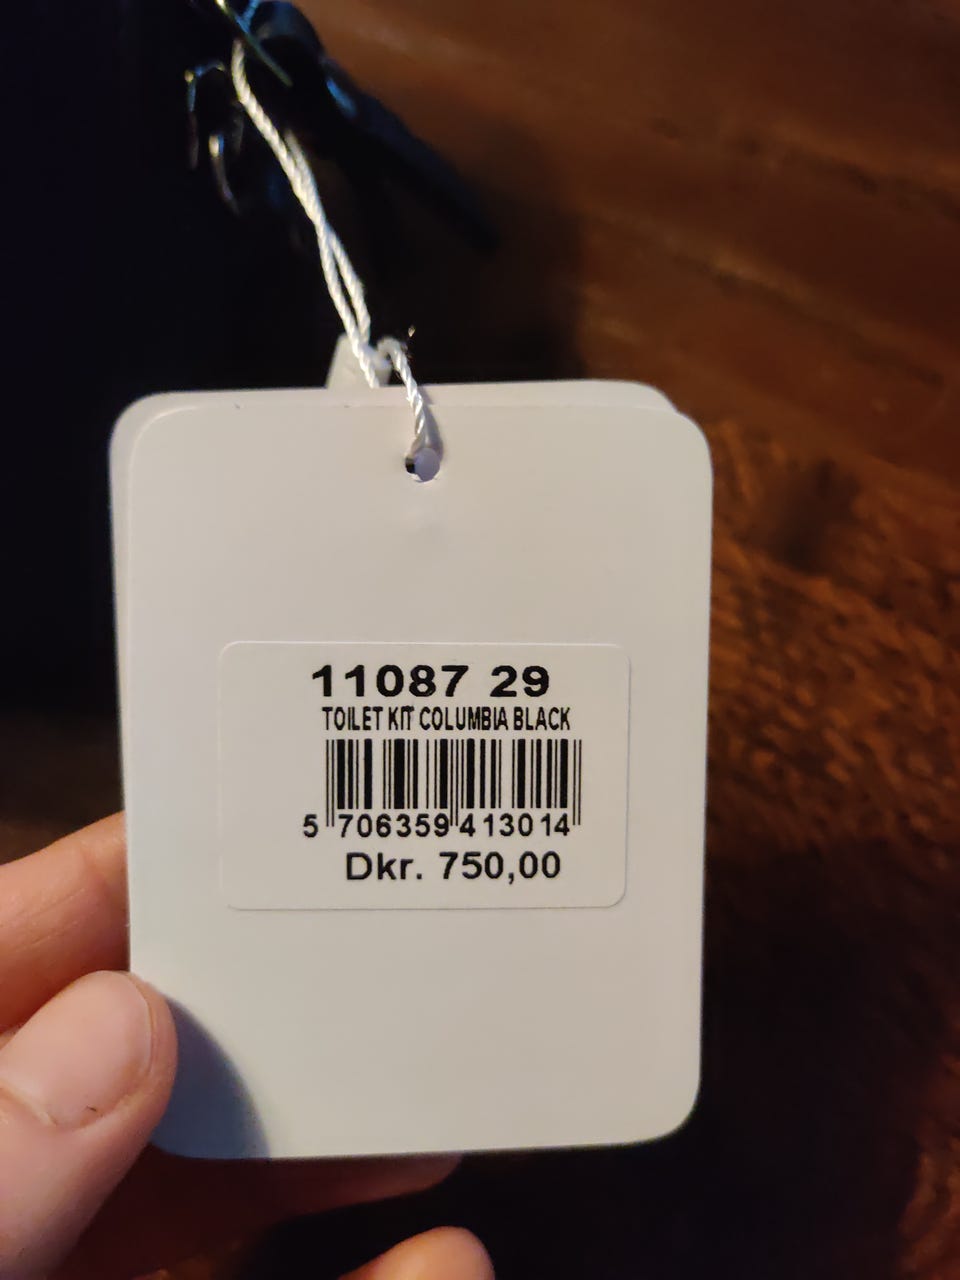 11087 29
TOILET KIT COLUMBIA BLACK
5 706359 413014
Dkr. 750,00